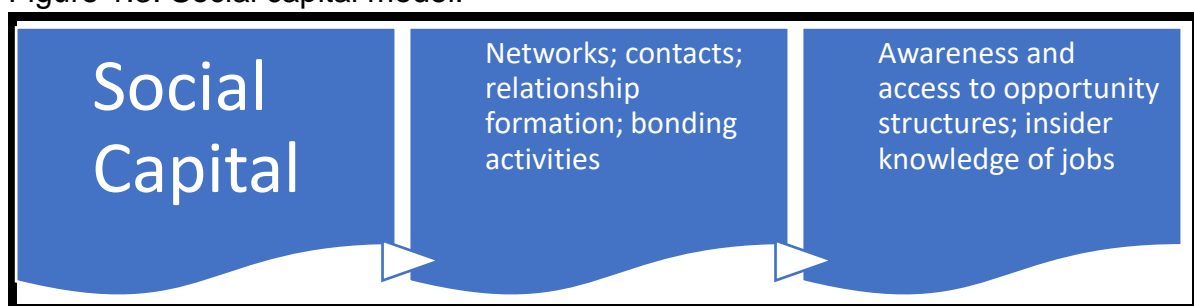 Figure Social capital model.
Social
Capital
Networks; contacts;
relationship
formation; bonding
activities
Awareness and
access to opportunity
structures; insider
knowledge of jobs